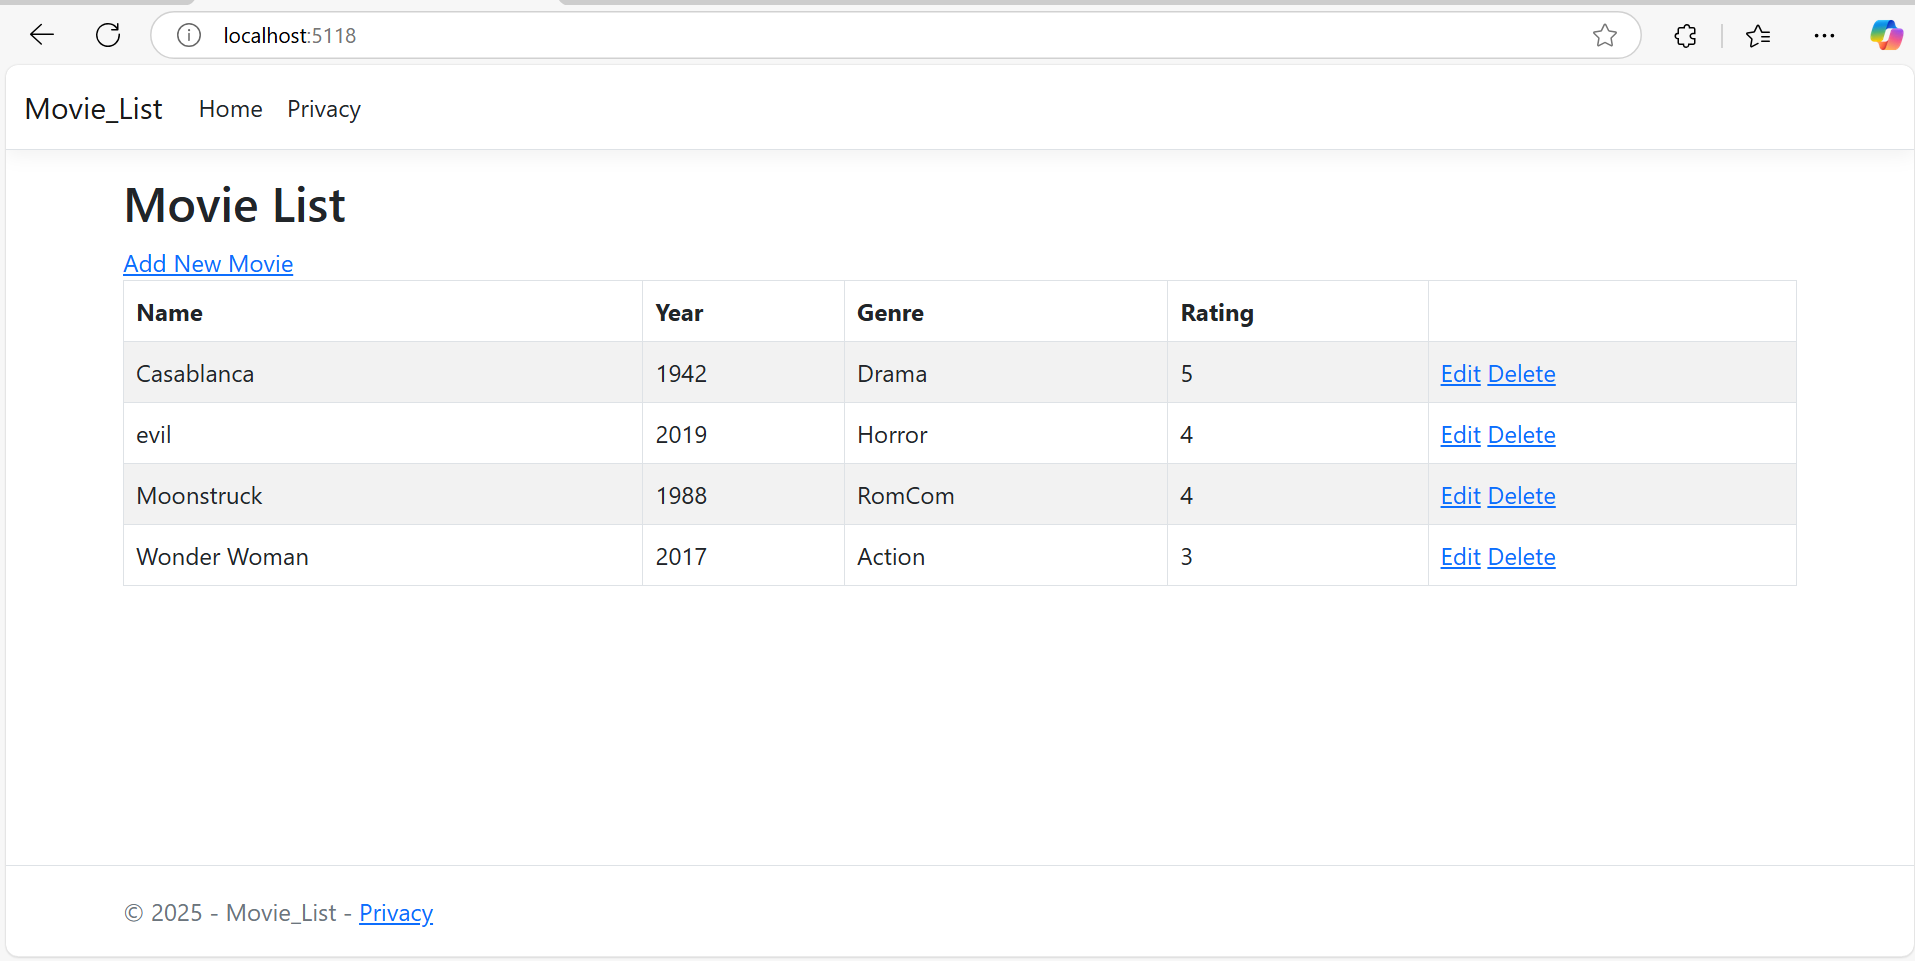 localhost:5118
Movie_List Home Privacy
Movie List
Add New Movie
Name Year Genre Rating
Casablanca 1942 Drama 5 Edit Delete
evil 2019 Horror 4 Edit Delete
Moonstruck 1988 RomCom 4 Edit Delete
Wonder Woman 2017 Action 3 Edit Delete
© 2025 - Movie_List - Privacy